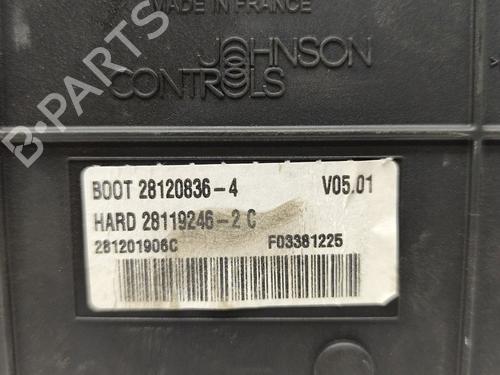 MADE IN FRANCE
JOHNSON
CONTROLS
B-PARTS
BOOT 28120836-4 V05.01
HARD 28119246-2 C
281201906C F03381225